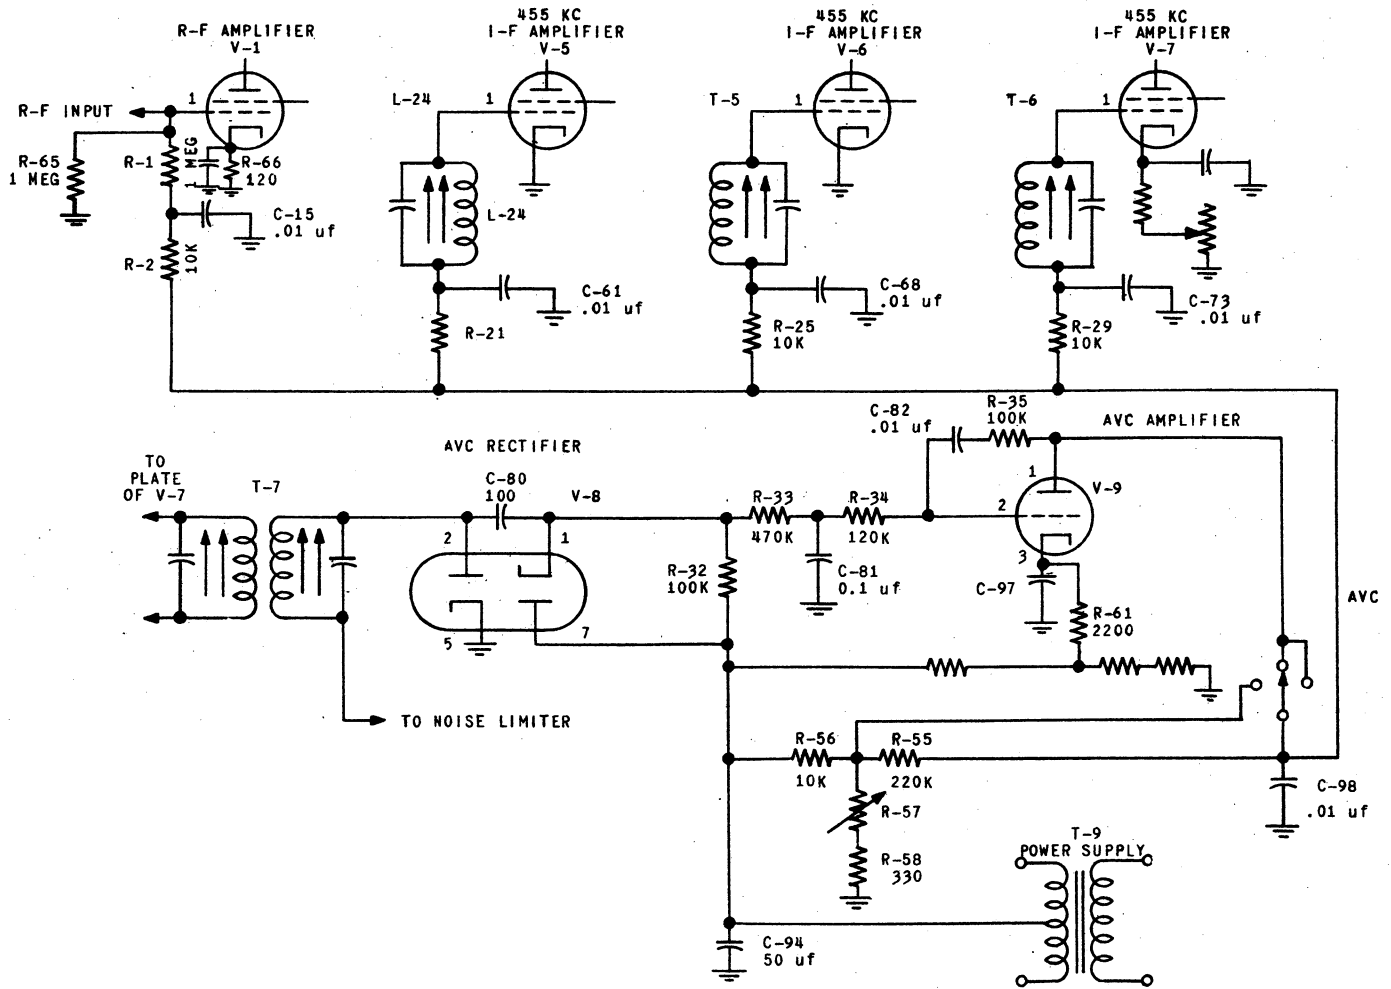 R-F AMPLIFIER
V-1
455 KC
I-F AMPLIFIER
V-5
455 KC
I-F AMPLIFIER
V-6
455 KC
I-F AMPLIFIER
V-7
R-F INPUT
1
L-24
1
T-5
1
T-6
1
R-65
1 MEG
R-1
1 MEG
R-66
120
L-24
C-15
.01 uf
R-2
10K
C-61
.01 uf
R-21
C-68
.01 uf
R-25
10K
C-73
.01 uf
R-29
10K
AVC RECTIFIER
C-82
.01 uf
R-35
100K
AVC AMPLIFIER
TO
PLATE
OF V-7
T-7
C-80
100
V-8
2
1
5
7
R-33
470K
R-34
120K
1
2
3
V-9
R-32
100K
C-81
0.1 uf
C-97
R-61
2200
AVC
TO NOISE LIMITER
R-56
10K
R-55
220K
R-57
R-58
330
C-98
.01 uf
T-9
POWER SUPPLY
C-94
50 uf